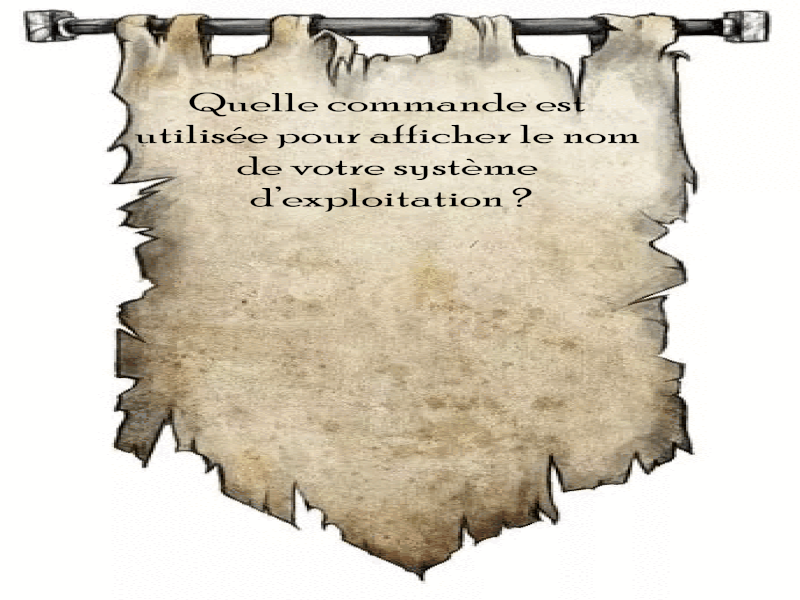 Quelle commande est
utilisée pour afficher le nom
de votre système
d'exploitation ?